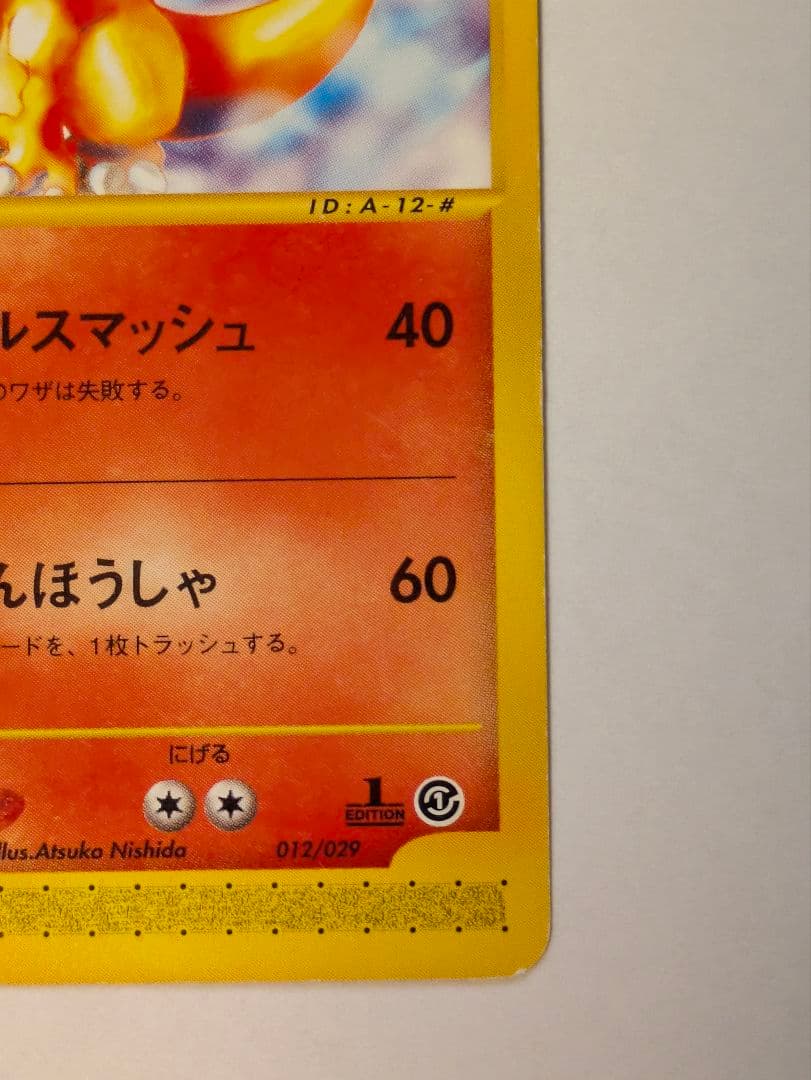 ID:A-12-#
ルスマッシュ 40
のワザは失敗する。
んほうしゃ 60
ードを、1枚トラッシュする。
にげる
1
EDITION
1
llus.Atsuko Nishida 012/029